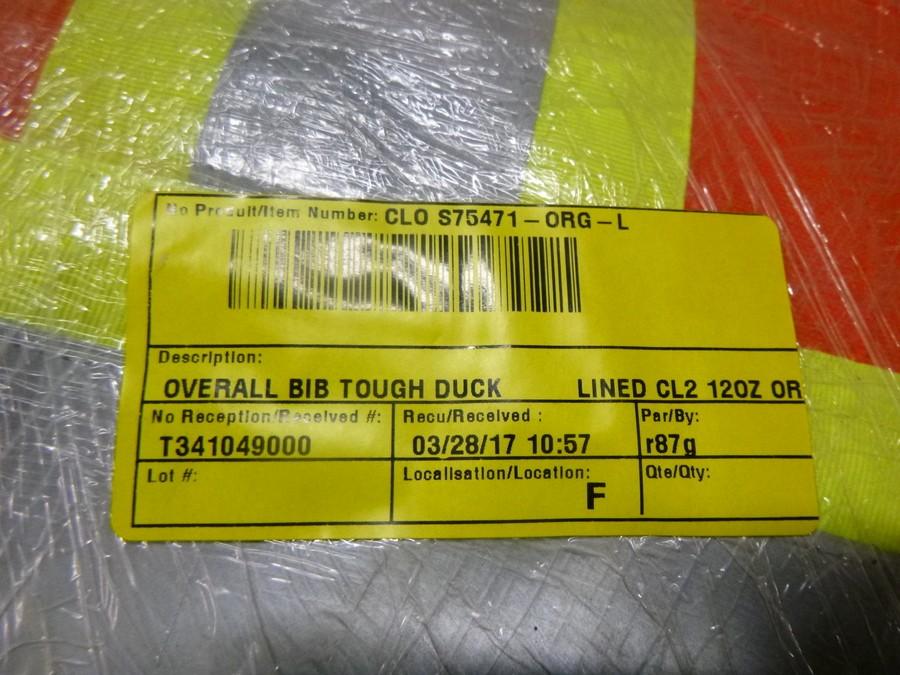 No Produit/Item Number: CLO S75471-ORG-L
Description:
OVERALL BIB TOUGH DUCK LINED CL2 12OZ OR
No Reception/Received #: Recu/Received : Par/By:
T341049000 03/28/17 10:57 r87g
Lot #: Localisation/Location: Qte/Qty:
F